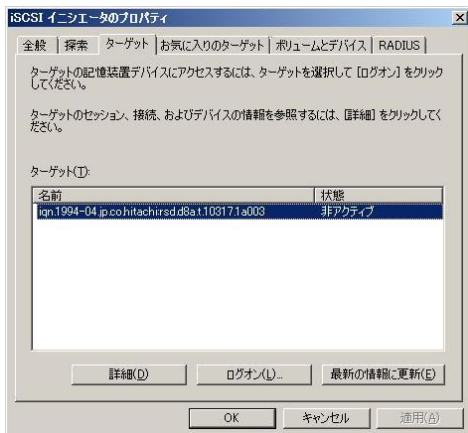 iSCSI イニシエータのプロパティ
全般 探索 ターゲット お気に入りのターゲット ボリュームとデバイス RADIUS
ターゲットの記憶装置デバイスにアクセスするには、ターゲットを選択して [ログオン] をクリック
してください。
ターゲットのセッション、接続、およびデバイスの情報を参照するには、[詳細] をクリックしてく
ださい。
ターゲット(T):
名前 状態
iqn.1994-04.jp.co.hitachi:rsd.d8a.t.10317.1a003 非アクティブ
詳細(D) ログオン(L)... 最新の情報に更新(E)
OK キャンセル 適用(A)